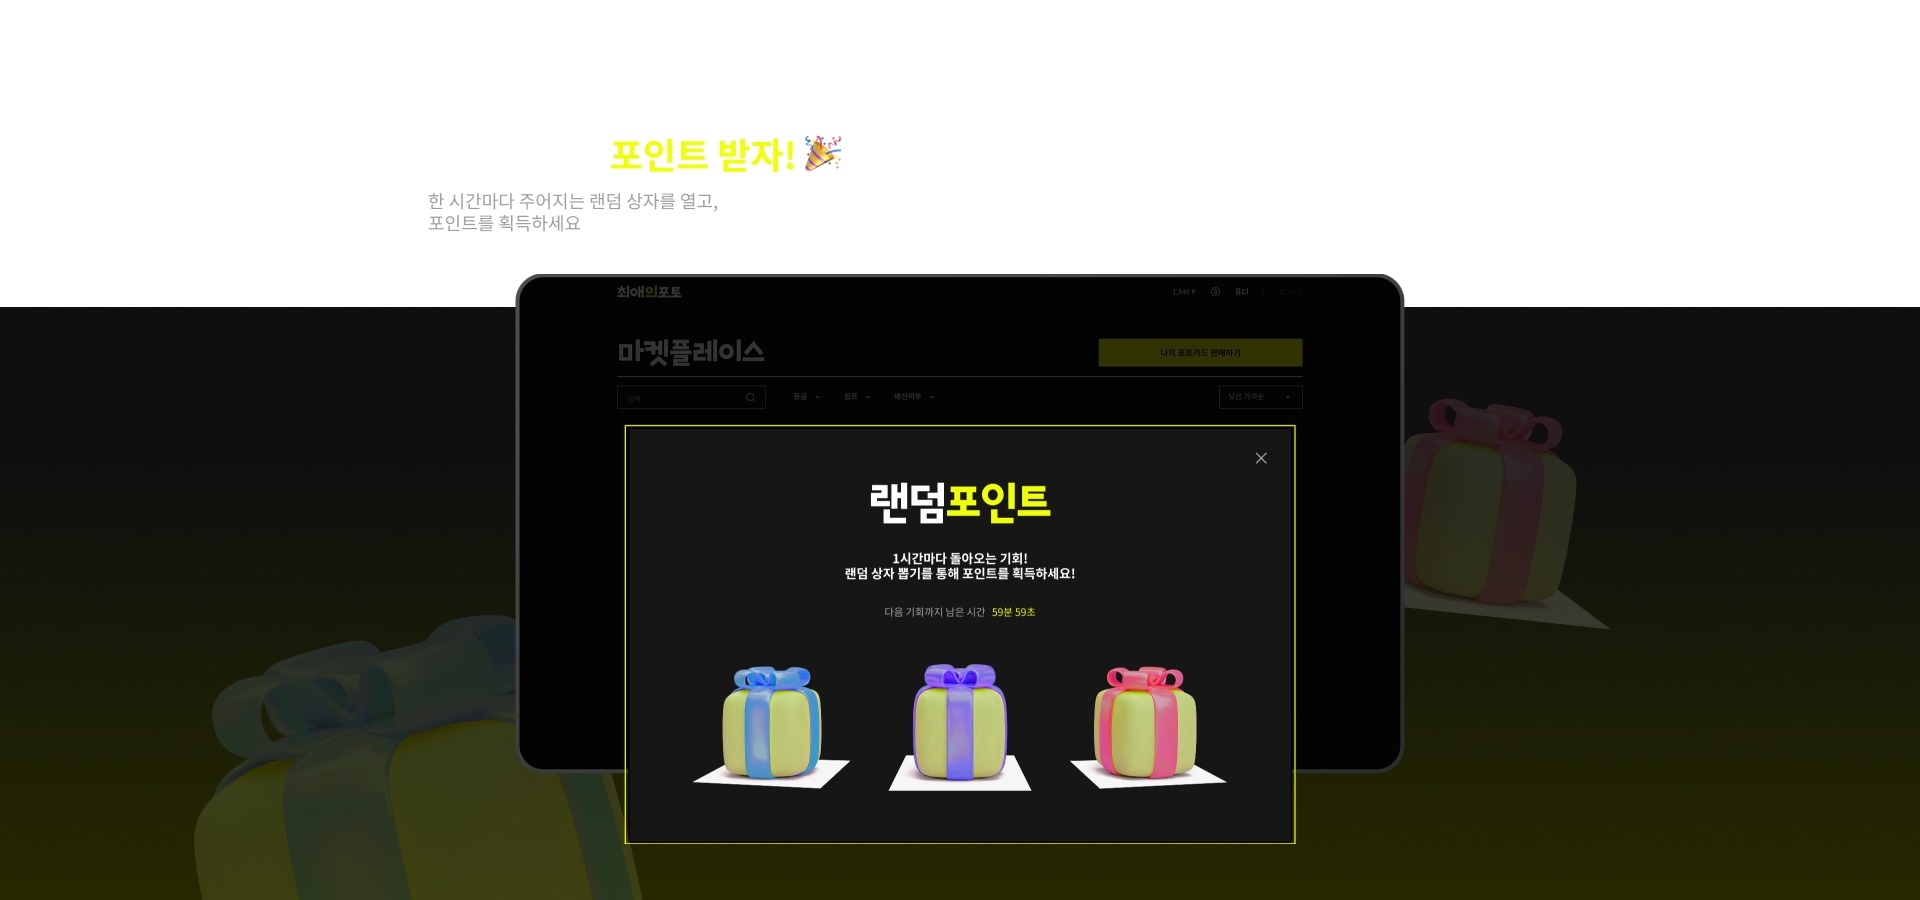 포인트 받자! 🎉
한 시간마다 주어지는 랜덤 상자를 열고,
포인트를 획득하세요
최애의포토
1,540 P 유디
마켓플레이스
나의 포토카드 판매하기
검색
등급 장르 매진여부
낮은 가격순
랜덤포인트
1시간마다 돌아오는 기회!
랜덤 상자 뽑기를 통해 포인트를 획득하세요!
다음 기회까지 남은 시간 59분 59초